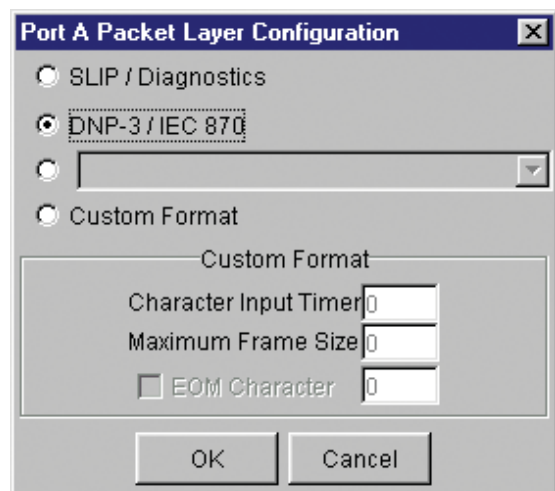 Port A Packet Layer Configuration
SLIP / Diagnostics
DNP-3 / IEC 870
Custom Format
Custom Format
Character Input Timer 0
Maximum Frame Size 0
EOM Character 0
OK Cancel